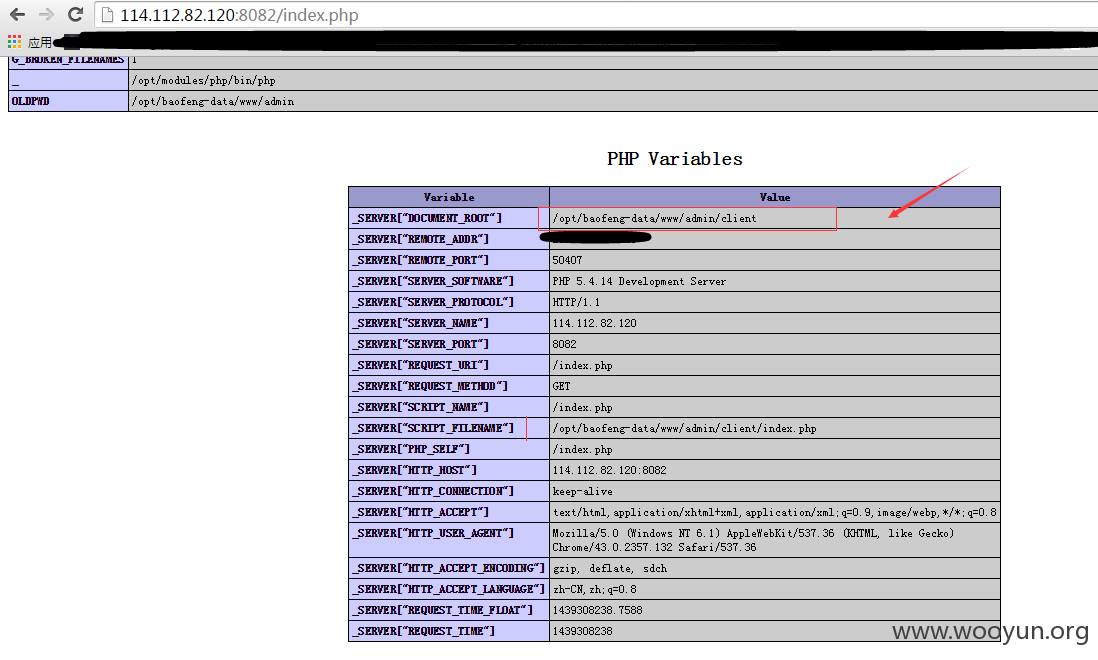 114.112.82.120:8082/index.php
应用
G_BROKEN_FILENAMES 1
_ /opt/modules/php/bin/php
OLDPWD /opt/baofeng-data/www/admin
PHP Variables
Variable Value
_SERVER["DOCUMENT_ROOT"] /opt/baofeng-data/www/admin/client
_SERVER["REMOTE_ADDR"]
_SERVER["REMOTE_PORT"] 50407
_SERVER["SERVER_SOFTWARE"] PHP 5.4.14 Development Server
_SERVER["SERVER_PROTOCOL"] HTTP/1.1
_SERVER["SERVER_NAME"] 114.112.82.120
_SERVER["SERVER_PORT"] 8082
_SERVER["REQUEST_URI"] /index.php
_SERVER["REQUEST_METHOD"] GET
_SERVER["SCRIPT_NAME"] /index.php
_SERVER["SCRIPT_FILENAME"] /opt/baofeng-data/www/admin/client/index.php
_SERVER["PHP_SELF"] /index.php
_SERVER["HTTP_HOST"] 114.112.82.120:8082
_SERVER["HTTP_CONNECTION"] keep-alive
_SERVER["HTTP_ACCEPT"] text/html,application/xhtml+xml,application/xml;q=0.9,image/webp,*/*;q=0.8
_SERVER["HTTP_USER_AGENT"] Mozilla/5.0 (Windows NT 6.1) AppleWebKit/537.36 (KHTML, like Gecko)
Chrome/43.0.2357.132 Safari/537.36
_SERVER["HTTP_ACCEPT_ENCODING"] gzip, deflate, sdch
_SERVER["HTTP_ACCEPT_LANGUAGE"] zh-CN,zh;q=0.8
_SERVER["REQUEST_TIME_FLOAT"] 1439308238.7588
_SERVER["REQUEST_TIME"] 1439308238
www.wooyun.org